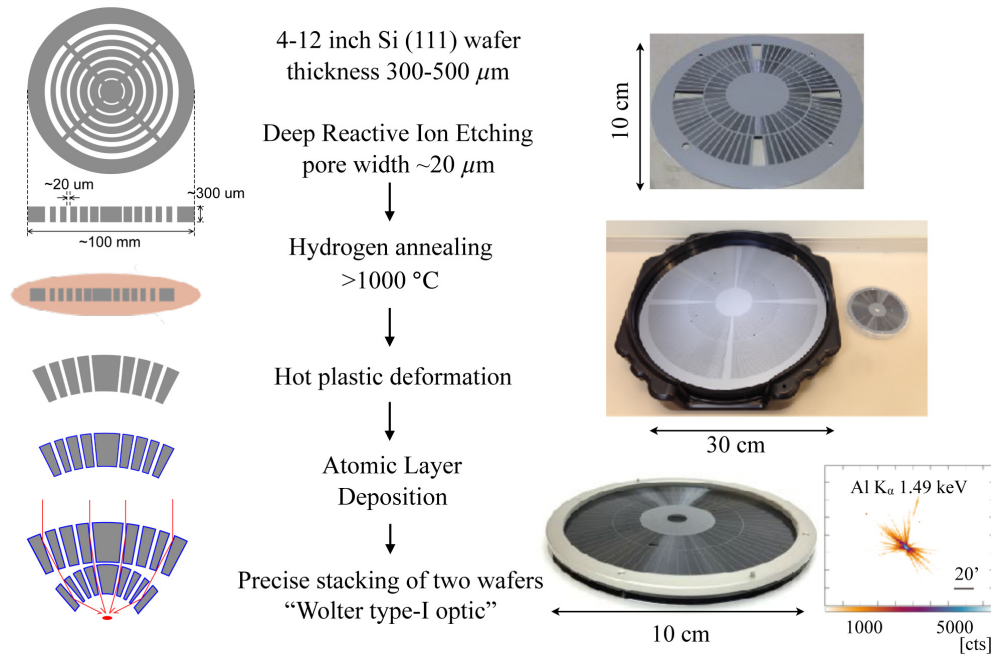 4-12 inch Si (111) wafer
thickness 300-500 μm
Deep Reactive Ion Etching
pore width ~20 μm
Hydrogen annealing
>1000 °C
Hot plastic deformation
Atomic Layer
Deposition
Precise stacking of two wafers
“Wolter type-I optic”
~20 um
~300 um
~100 mm
10 cm
30 cm
10 cm
Al Kα 1.49 keV
20’
1000 5000
[cts]